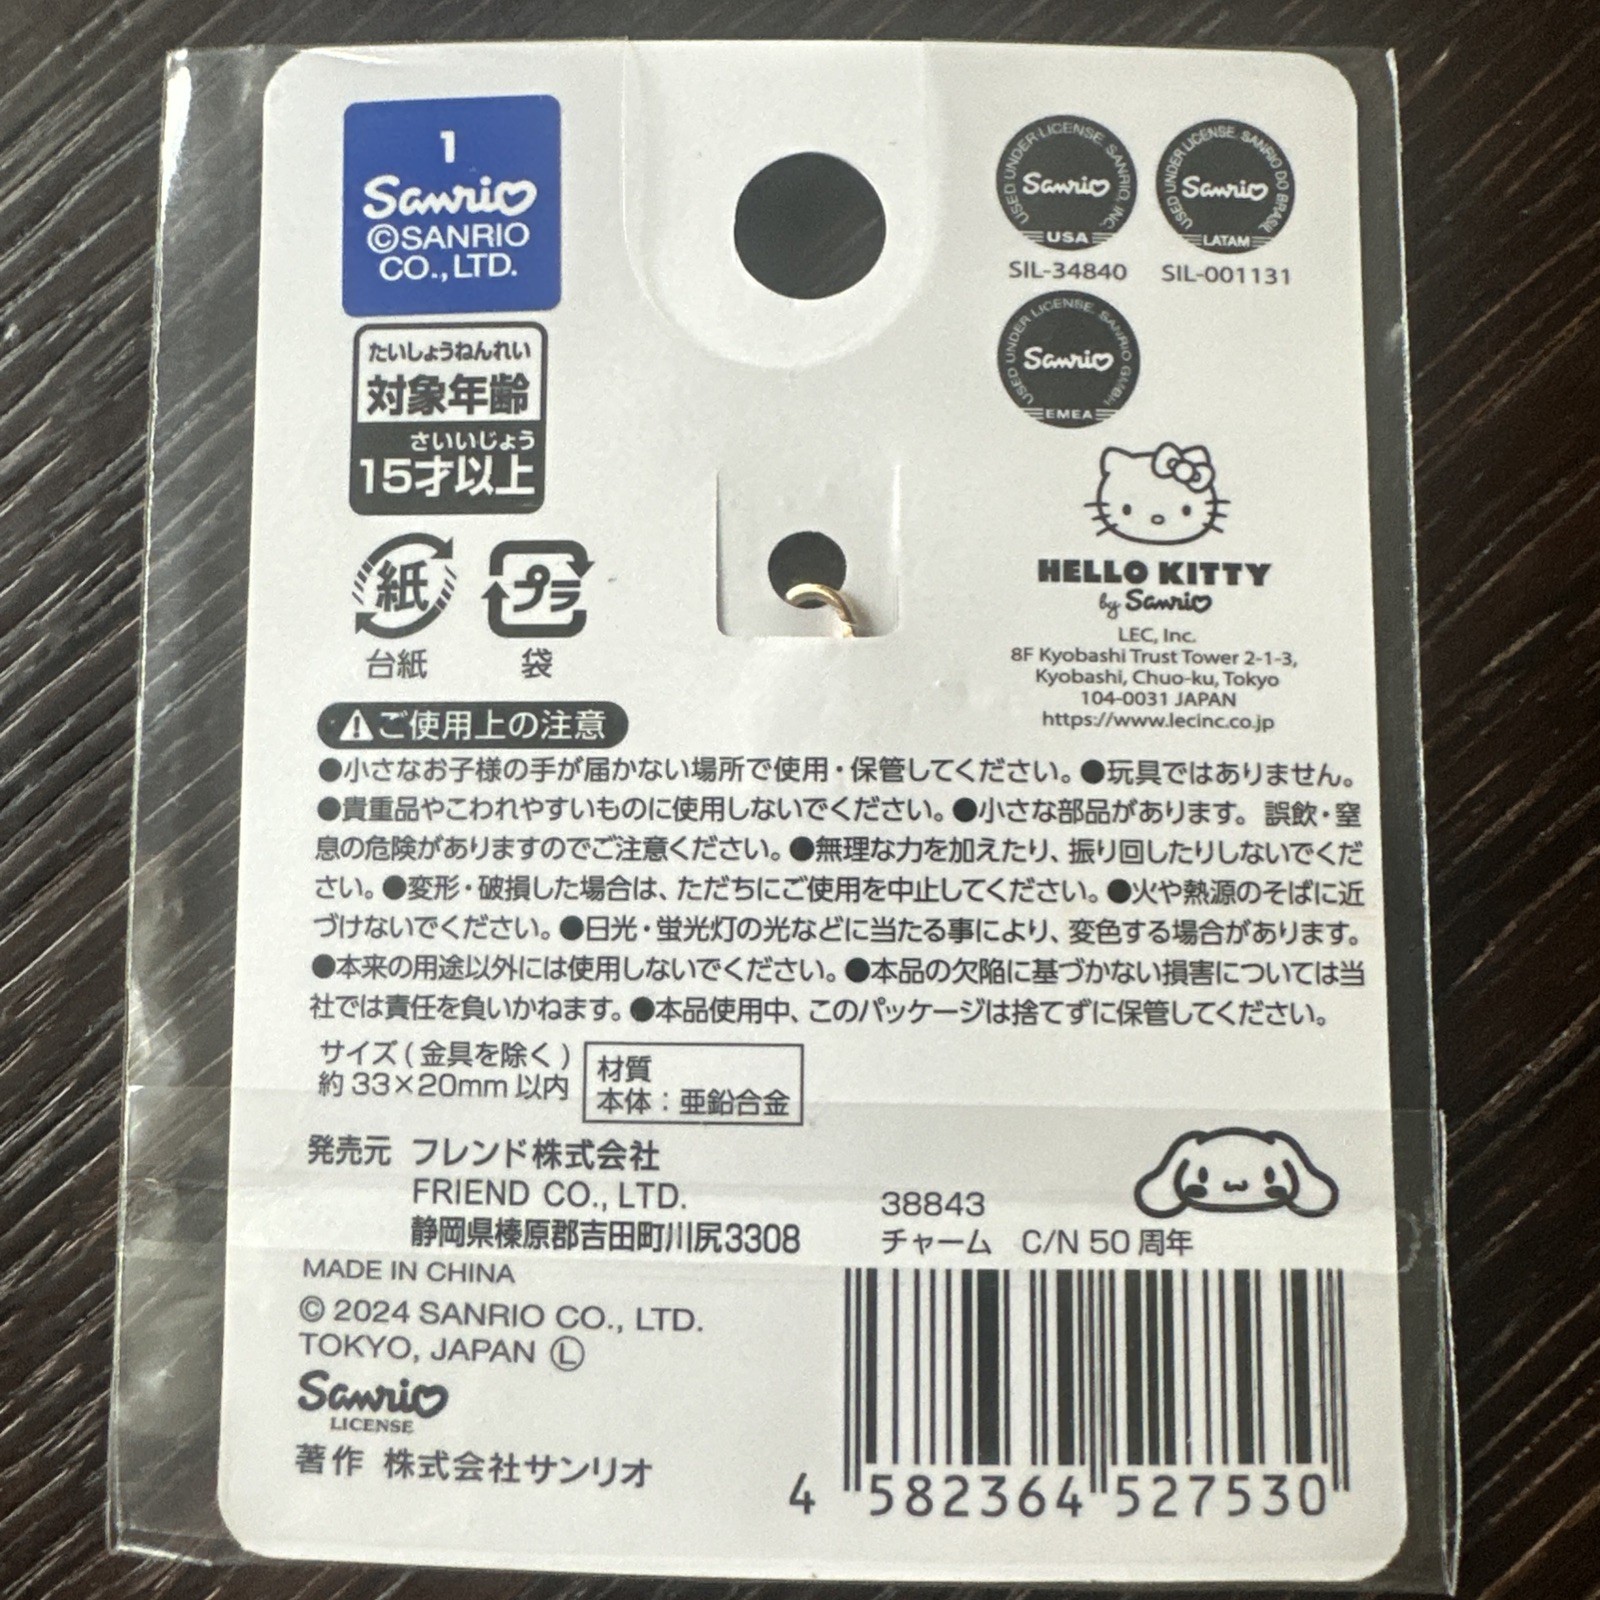 1
Sanrio
©SANRIO
CO.,LTD.
たいしょうねんれい
対象年齢
さいいじょう
15才以上
紙
台紙
プラ
袋
USED UNDER LICENSE. SANRIO, INC.
Sanrio
USA
SIL-34840
USED UNDER LICENSE. SANRIO DO BRASIL
Sanrio
LATAM
SIL-001131
USED UNDER LICENSE. SANRIO GMBH
Sanrio
EMEA
HELLO KITTY
by Sanrio
LEC, Inc.
8F Kyobashi Trust Tower 2-1-3,
Kyobashi, Chuo-ku, Tokyo
104-0031 JAPAN
https://www.lecinc.co.jp
ご使用上の注意
●小さなお子様の手が届かない場所で使用・保管してください。●玩具ではありません。
●貴重品やこわれやすいものに使用しないでください。●小さな部品があります。誤飲・窒
息の危険がありますのでご注意ください。●無理な力を加えたり、振り回したりしないでくだ
さい。●変形・破損した場合は、ただちにご使用を中止してください。●火や熱源のそばに近
づけないでください。●日光・蛍光灯の光などに当たる事により、変色する場合があります。
●本来の用途以外には使用しないでください。●本品の欠陥に基づかない損害については当
社では責任を負いかねます。●本品使用中、このパッケージは捨てずに保管してください。
サイズ(金具を除く)
約33×20mm以内
材質
本体:亜鉛合金
発売元 フレンド株式会社
FRIEND CO., LTD.
静岡県榛原郡吉田町川尻3308
MADE IN CHINA
© 2024 SANRIO CO., LTD.
TOKYO, JAPAN Ⓛ
Sanrio
LICENSE
著作 株式会社サンリオ
38843
チャーム C/N 50周年
4 582364 527530